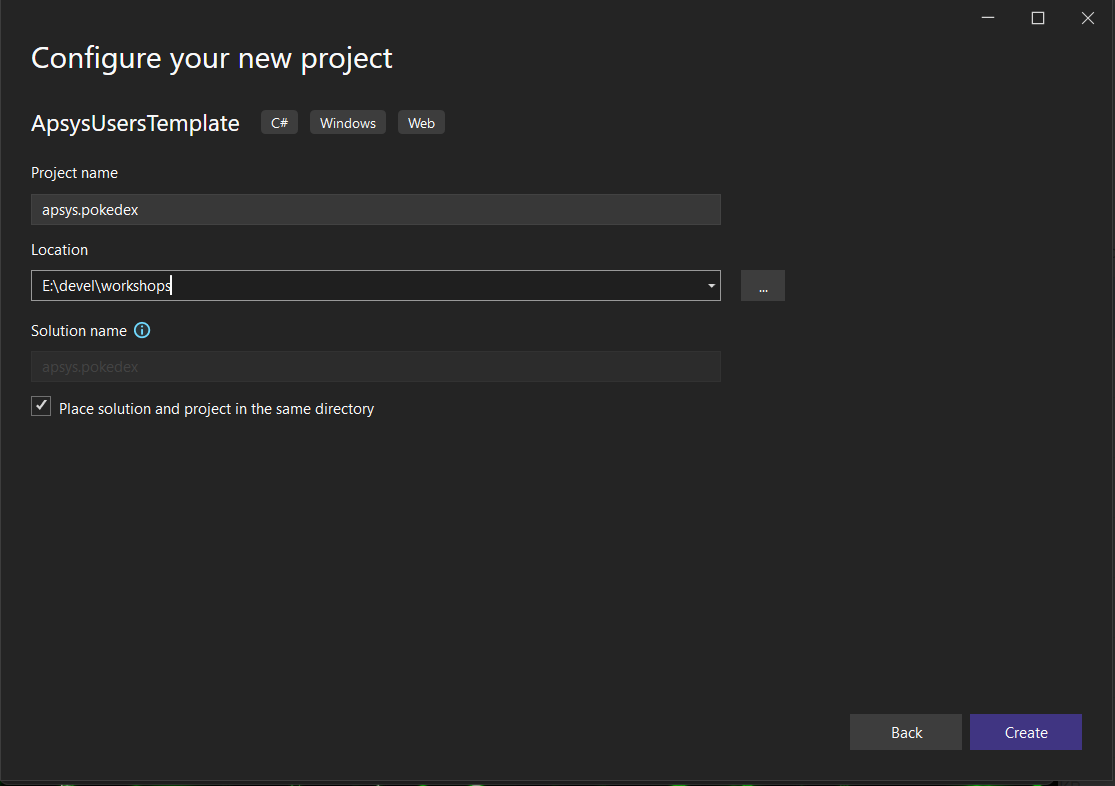 Configure your new project
ApsysUsersTemplate C# Windows Web
Project name
apsys.pokedex
Location
E:\devel\workshops
...
Solution name
apsys.pokedex
Place solution and project in the same directory
Back Create